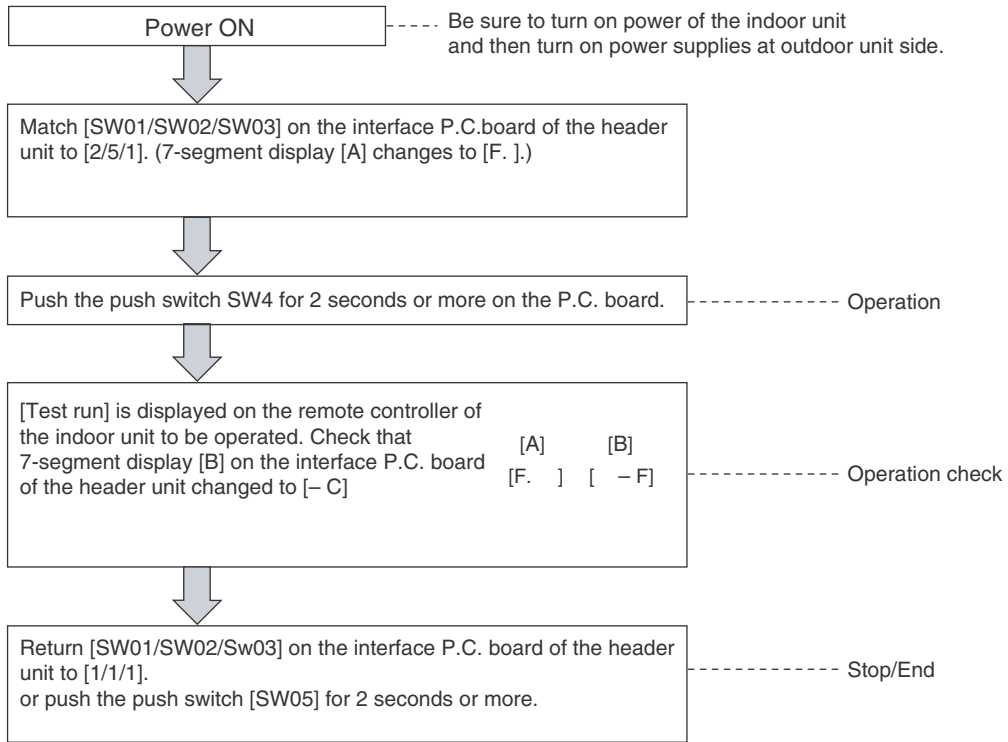 Power ON
Be sure to turn on power of the indoor unit
and then turn on power supplies at outdoor unit side.
Match [SW01/SW02/SW03] on the interface P.C.board of the header
unit to [2/5/1]. (7-segment display [A] changes to [F. ].)
Push the push switch SW4 for 2 seconds or more on the P.C. board.
Operation
[Test run] is displayed on the remote controller of
the indoor unit to be operated. Check that
7-segment display [B] on the interface P.C. board
of the header unit changed to [– C]
[A] [B]
[F. ] [ – F]
Operation check
Return [SW01/SW02/Sw03] on the interface P.C. board of the header
unit to [1/1/1].
or push the push switch [SW05] for 2 seconds or more.
Stop/End